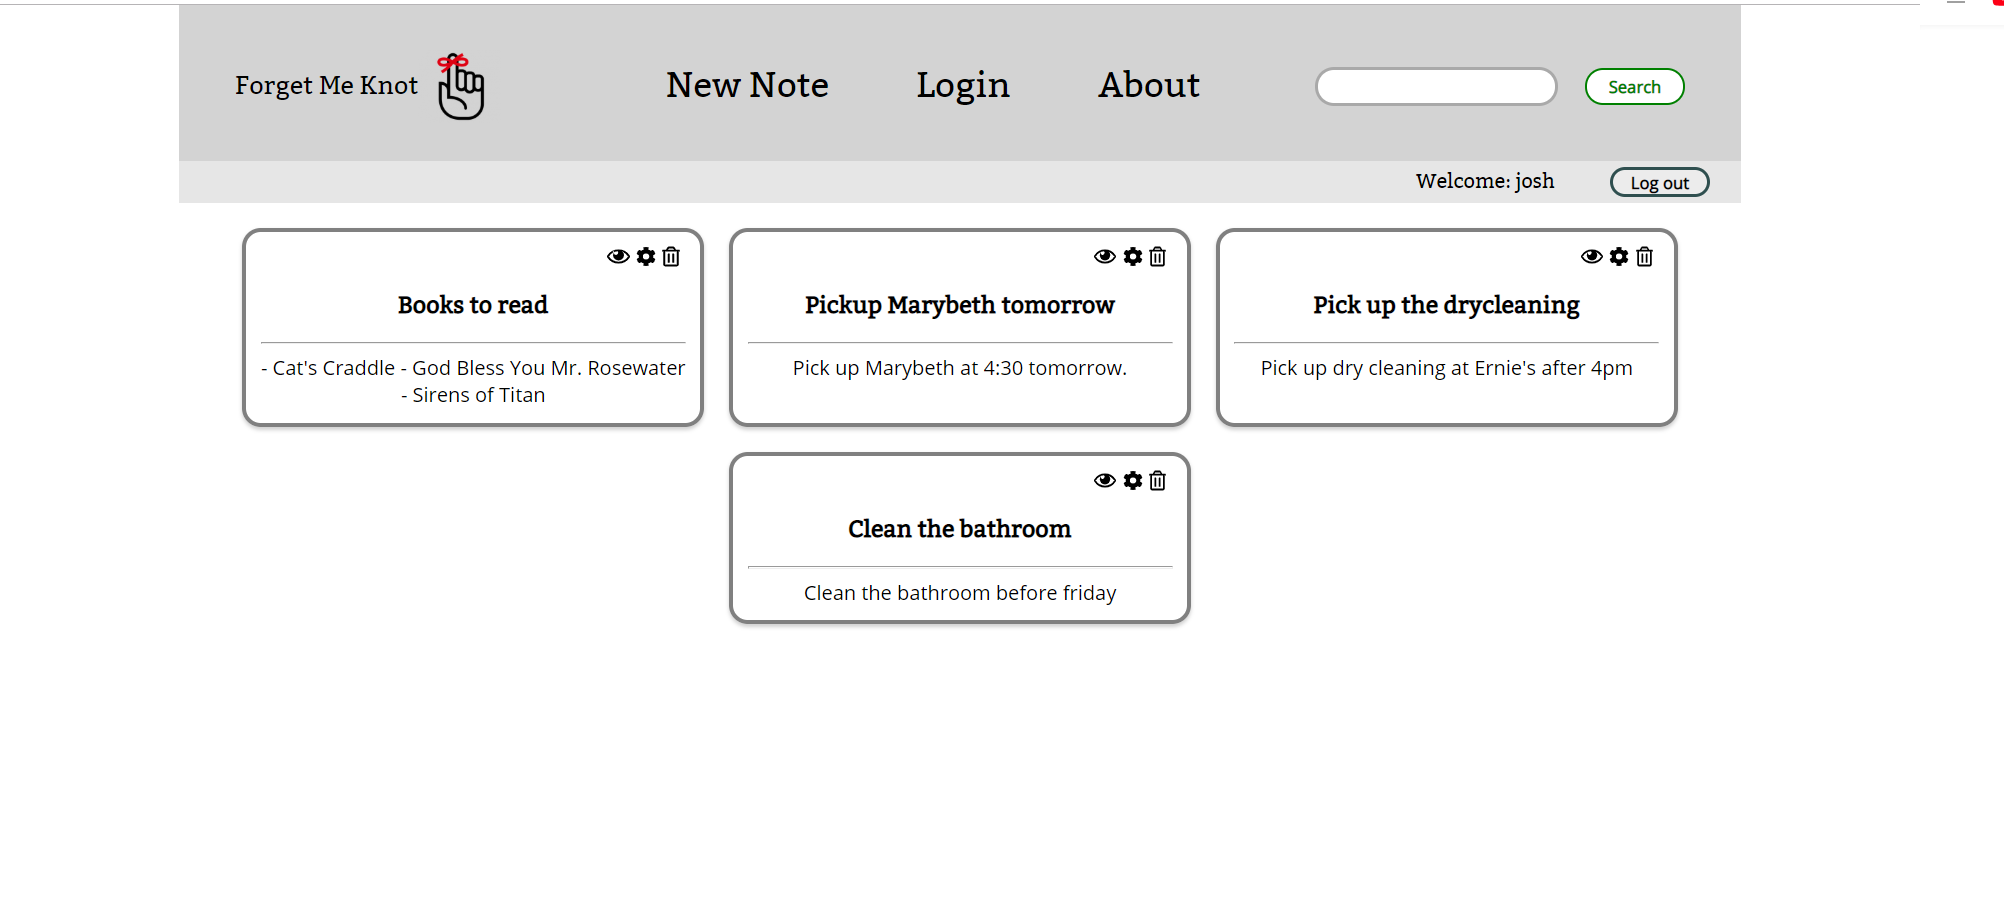 Forget Me Knot
New Note
Login
About
Search
Welcome: josh
Log out
Books to read
- Cat's Craddle - God Bless You Mr. Rosewater
- Sirens of Titan
Pickup Marybeth tomorrow
Pick up Marybeth at 4:30 tomorrow.
Pick up the drycleaning
Pick up dry cleaning at Ernie's after 4pm
Clean the bathroom
Clean the bathroom before friday